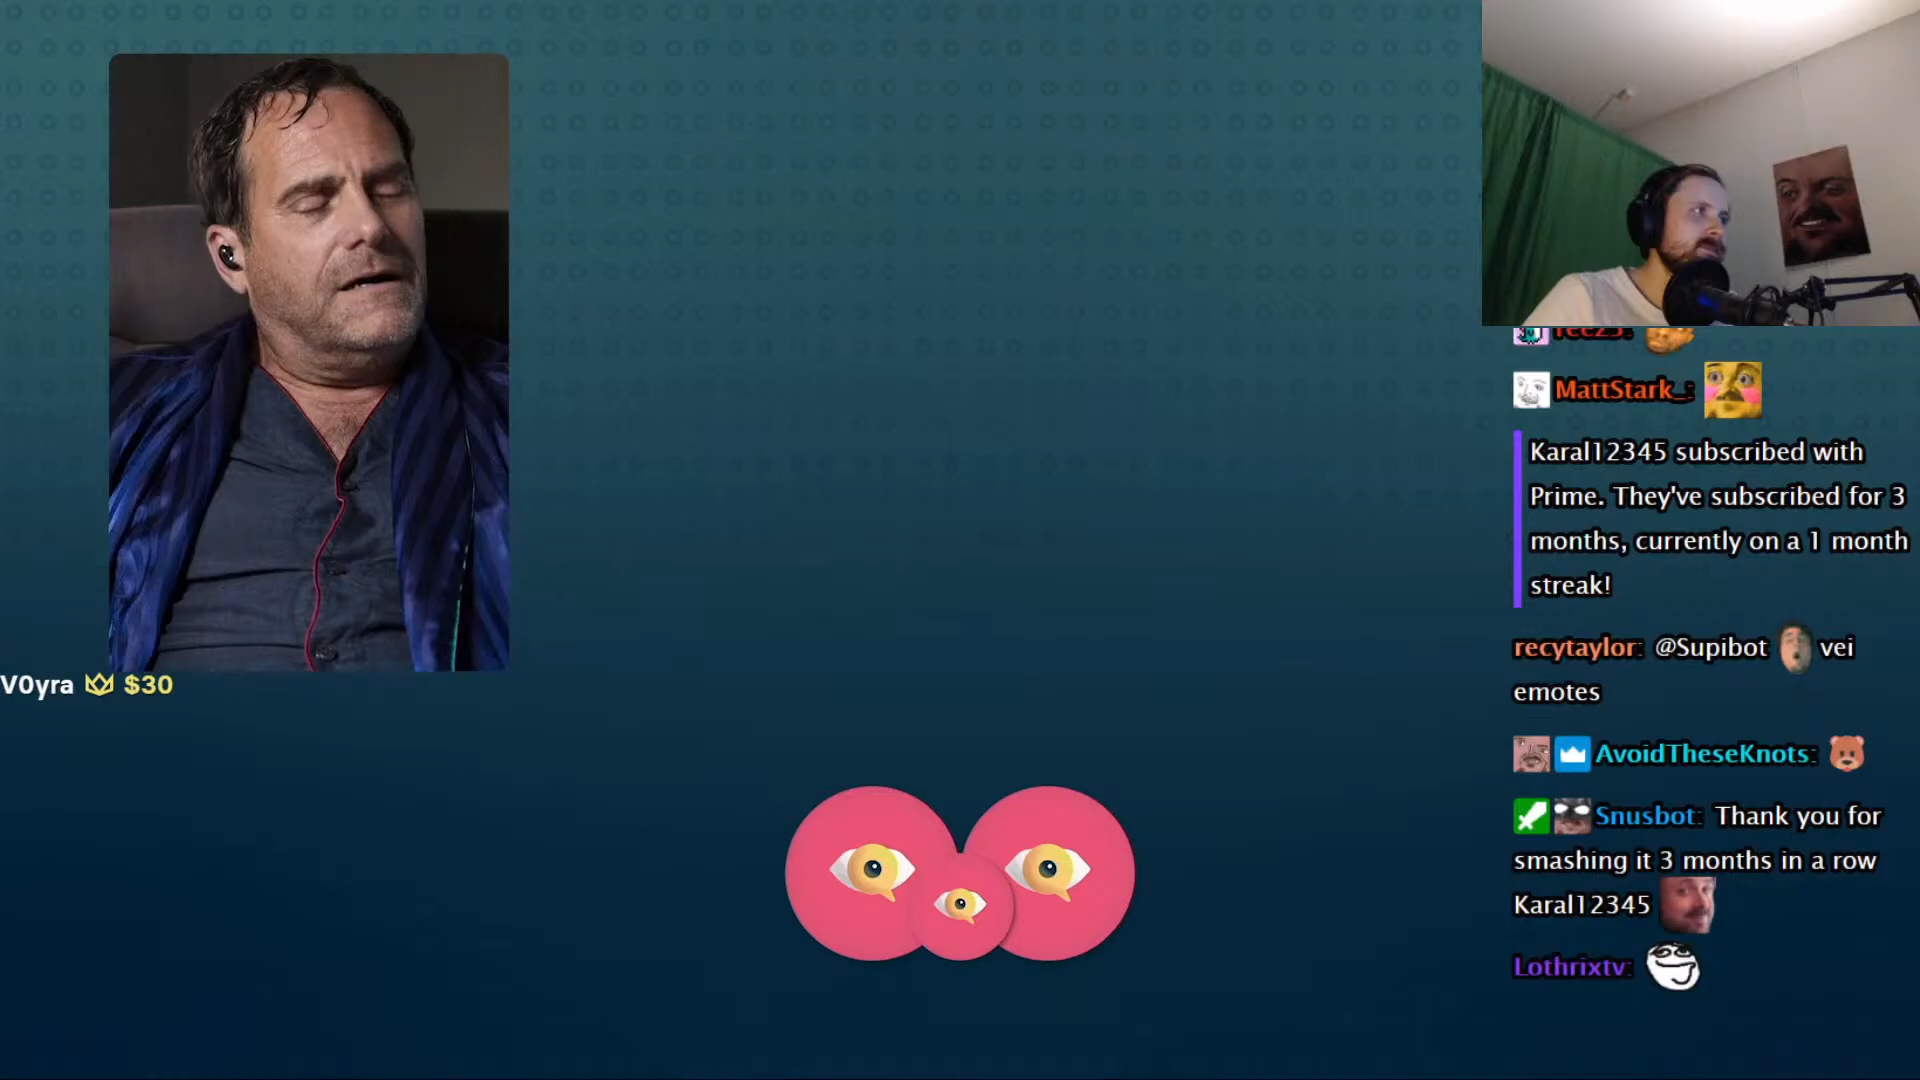 V0yra $30
MattStark_:
Karal12345 subscribed with
Prime. They've subscribed for 3
months, currently on a 1 month
streak!
recytaylor: @Supibot vei
emotes
AvoidTheseKnots:
Snusbot: Thank you for
smashing it 3 months in a row
Karal12345
Lothrixtv: